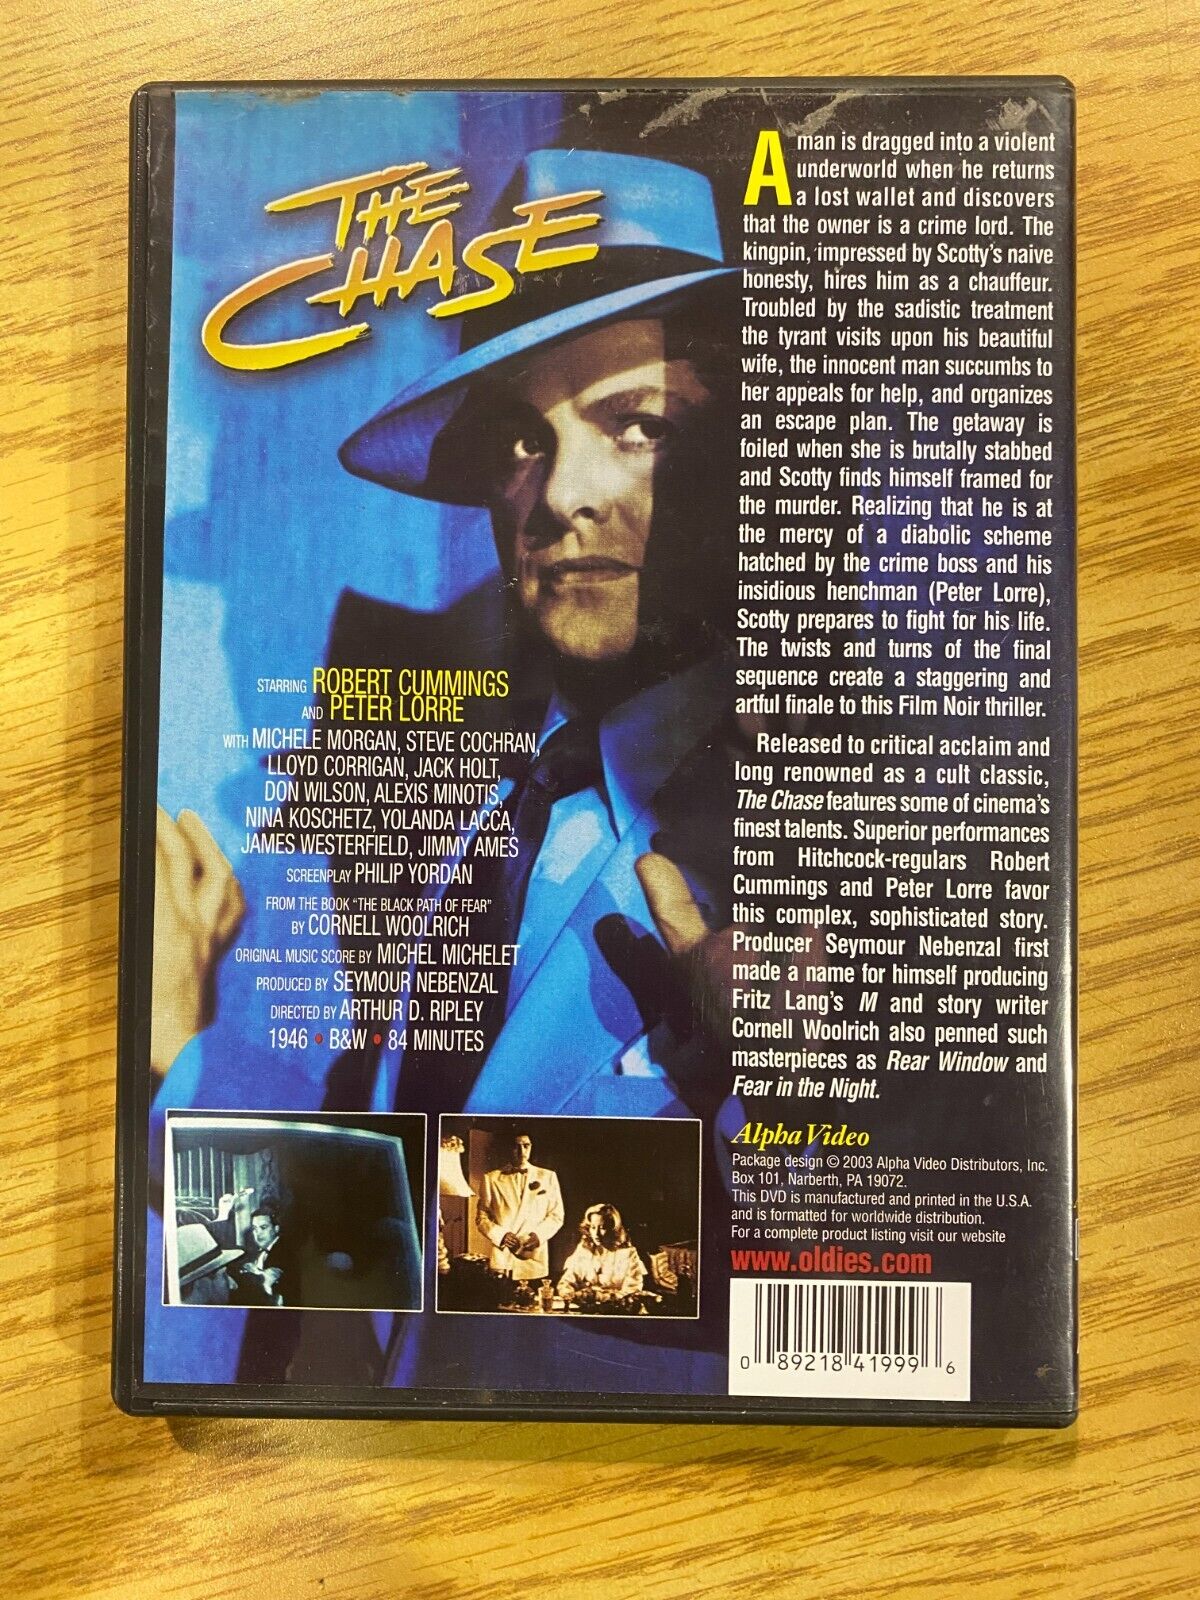 THE
CHASE
STARRING ROBERT CUMMINGS
AND PETER LORRE
WITH MICHELE MORGAN, STEVE COCHRAN,
LLOYD CORRIGAN, JACK HOLT,
DON WILSON, ALEXIS MINOTIS,
NINA KOSCHETZ, YOLANDA LACCA,
JAMES WESTERFIELD, JIMMY AMES
SCREENPLAY PHILIP YORDAN
FROM THE BOOK "THE BLACK PATH OF FEAR"
BY CORNELL WOOLRICH
ORIGINAL MUSIC SCORE BY MICHEL MICHELET
PRODUCED BY SEYMOUR NEBENZAL
DIRECTED BY ARTHUR D. RIPLEY
1946 • B&W • 84 MINUTES
A man is dragged into a violent
underworld when he returns
a lost wallet and discovers
that the owner is a crime lord. The
kingpin, impressed by Scotty's naive
honesty, hires him as a chauffeur.
Troubled by the sadistic treatment
the tyrant visits upon his beautiful
wife, the innocent man succumbs to
her appeals for help, and organizes
an escape plan. The getaway is
foiled when she is brutally stabbed
and Scotty finds himself framed for
the murder. Realizing that he is at
the mercy of a diabolic scheme
hatched by the crime boss and his
insidious henchman (Peter Lorre),
Scotty prepares to fight for his life.
The twists and turns of the final
sequence create a staggering and
artful finale to this Film Noir thriller.
Released to critical acclaim and
long renowned as a cult classic,
The Chase features some of cinema's
finest talents. Superior performances
from Hitchcock-regulars Robert
Cummings and Peter Lorre favor
this complex, sophisticated story.
Producer Seymour Nebenzal first
made a name for himself producing
Fritz Lang's M and story writer
Cornell Woolrich also penned such
masterpieces as Rear Window and
Fear in the Night.
Alpha Video
Package design © 2003 Alpha Video Distributors, Inc.
Box 101, Narberth, PA 19072.
This DVD is manufactured and printed in the U.S.A.
and is formatted for worldwide distribution.
For a complete product listing visit our website
www.oldies.com
0 89218 41999 6